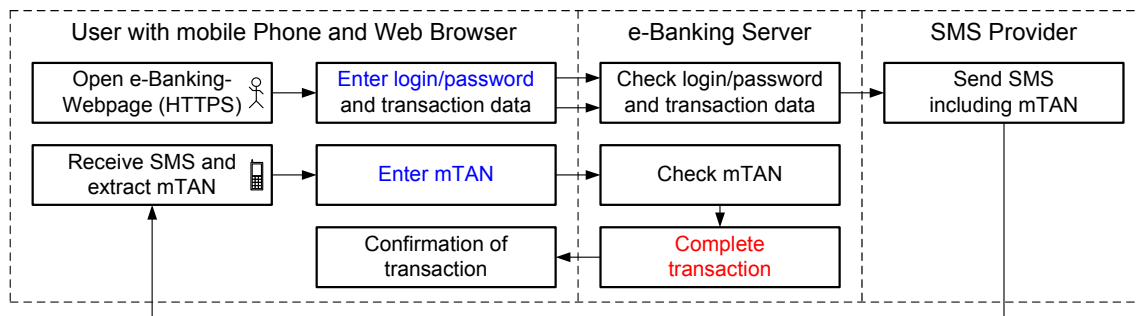 User with mobile Phone and Web Browser
e-Banking Server
SMS Provider
Open e-Banking-
Webpage (HTTPS)
Enter login/password
and transaction data
Check login/password
and transaction data
Send SMS
including mTAN
Receive SMS and
extract mTAN
Enter mTAN
Check mTAN
Confirmation of
transaction
Complete
transaction